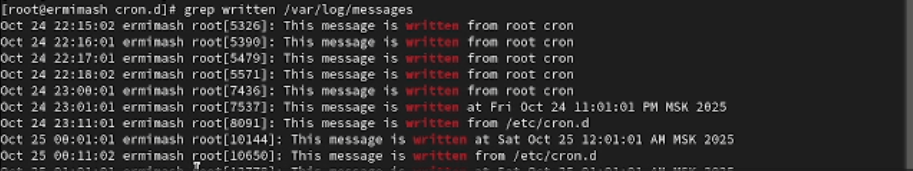 [root@ermimash cron.d]# grep written /var/log/messages
Oct 24 22:15:02 ermimash root[5326]: This message is written from root cron
Oct 24 22:16:01 ermimash root[5390]: This message is written from root cron
Oct 24 22:17:01 ermimash root[5479]: This message is written from root cron
Oct 24 22:18:02 ermimash root[5571]: This message is written from root cron
Oct 24 23:00:01 ermimash root[7436]: This message is written from root cron
Oct 24 23:01:01 ermimash root[7537]: This message is written at Fri Oct 24 11:01:01 PM MSK 2025
Oct 24 23:11:01 ermimash root[8091]: This message is written from /etc/cron.d
Oct 25 00:01:01 ermimash root[10144]: This message is written at Sat Oct 25 12:01:01 AM MSK 2025
Oct 25 00:11:02 ermimash root[10650]: This message is written from /etc/cron.d